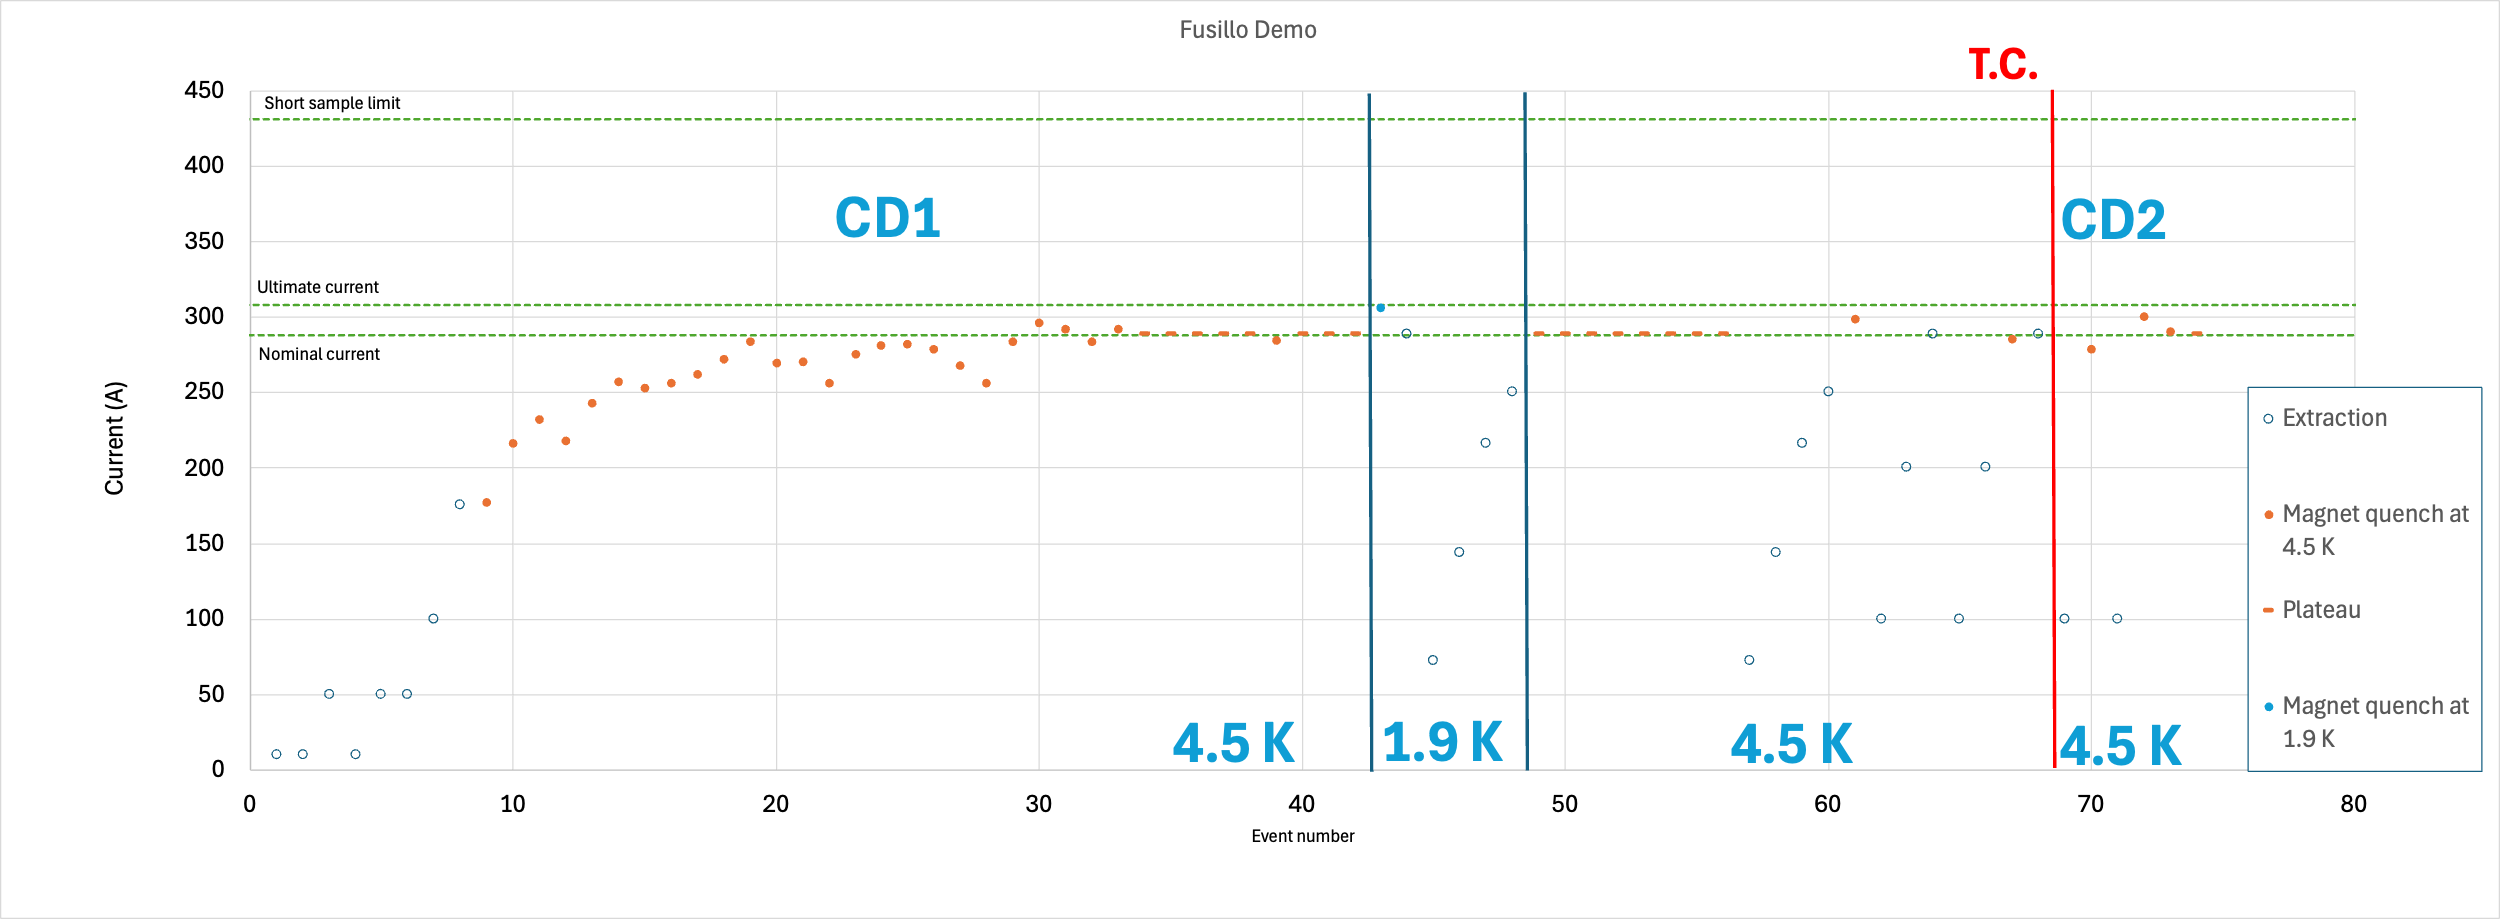 Fusillo Demo
T.C.
450
Short sample limit
400
CD1
CD2
350
Ultimate current
300
Nominal current
250
200
150
100
50
0
Current (A)
4.5 K
1.9 K
4.5 K
4.5 K
0
10
20
30
40
50
60
70
80
Event number
Extraction
Magnet quench at
4.5 K
Plateau
Magnet quench at
1.9 K